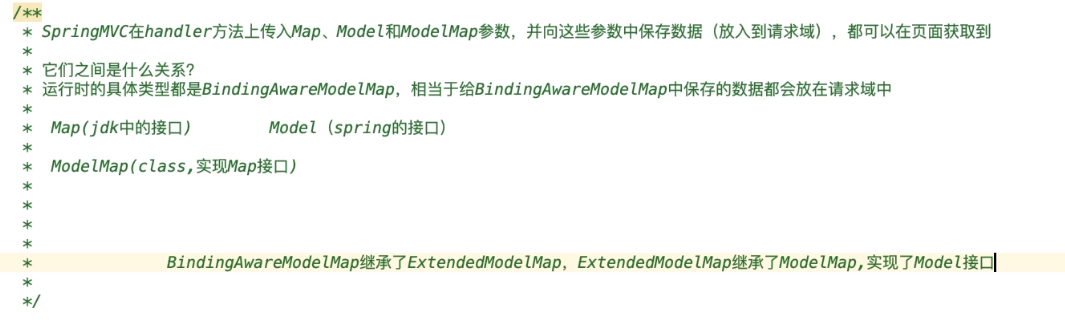 /**
* SpringMVC在handler方法上传入Map、Model和ModelMap参数，并向这些参数中保存数据（放入到请求域），都可以在页面获取到
*
* 它们之间是什么关系？
* 运行时的具体类型都是BindingAwareModelMap，相当于给BindingAwareModelMap中保存的数据都会放在请求域中
*
* Map(jdk中的接口)        Model（spring的接口）
*
* ModelMap(class,实现Map接口)
*
*
*
*
*             BindingAwareModelMap继承了ExtendedModelMap，ExtendedModelMap继承了ModelMap,实现了Model接口
*
*/